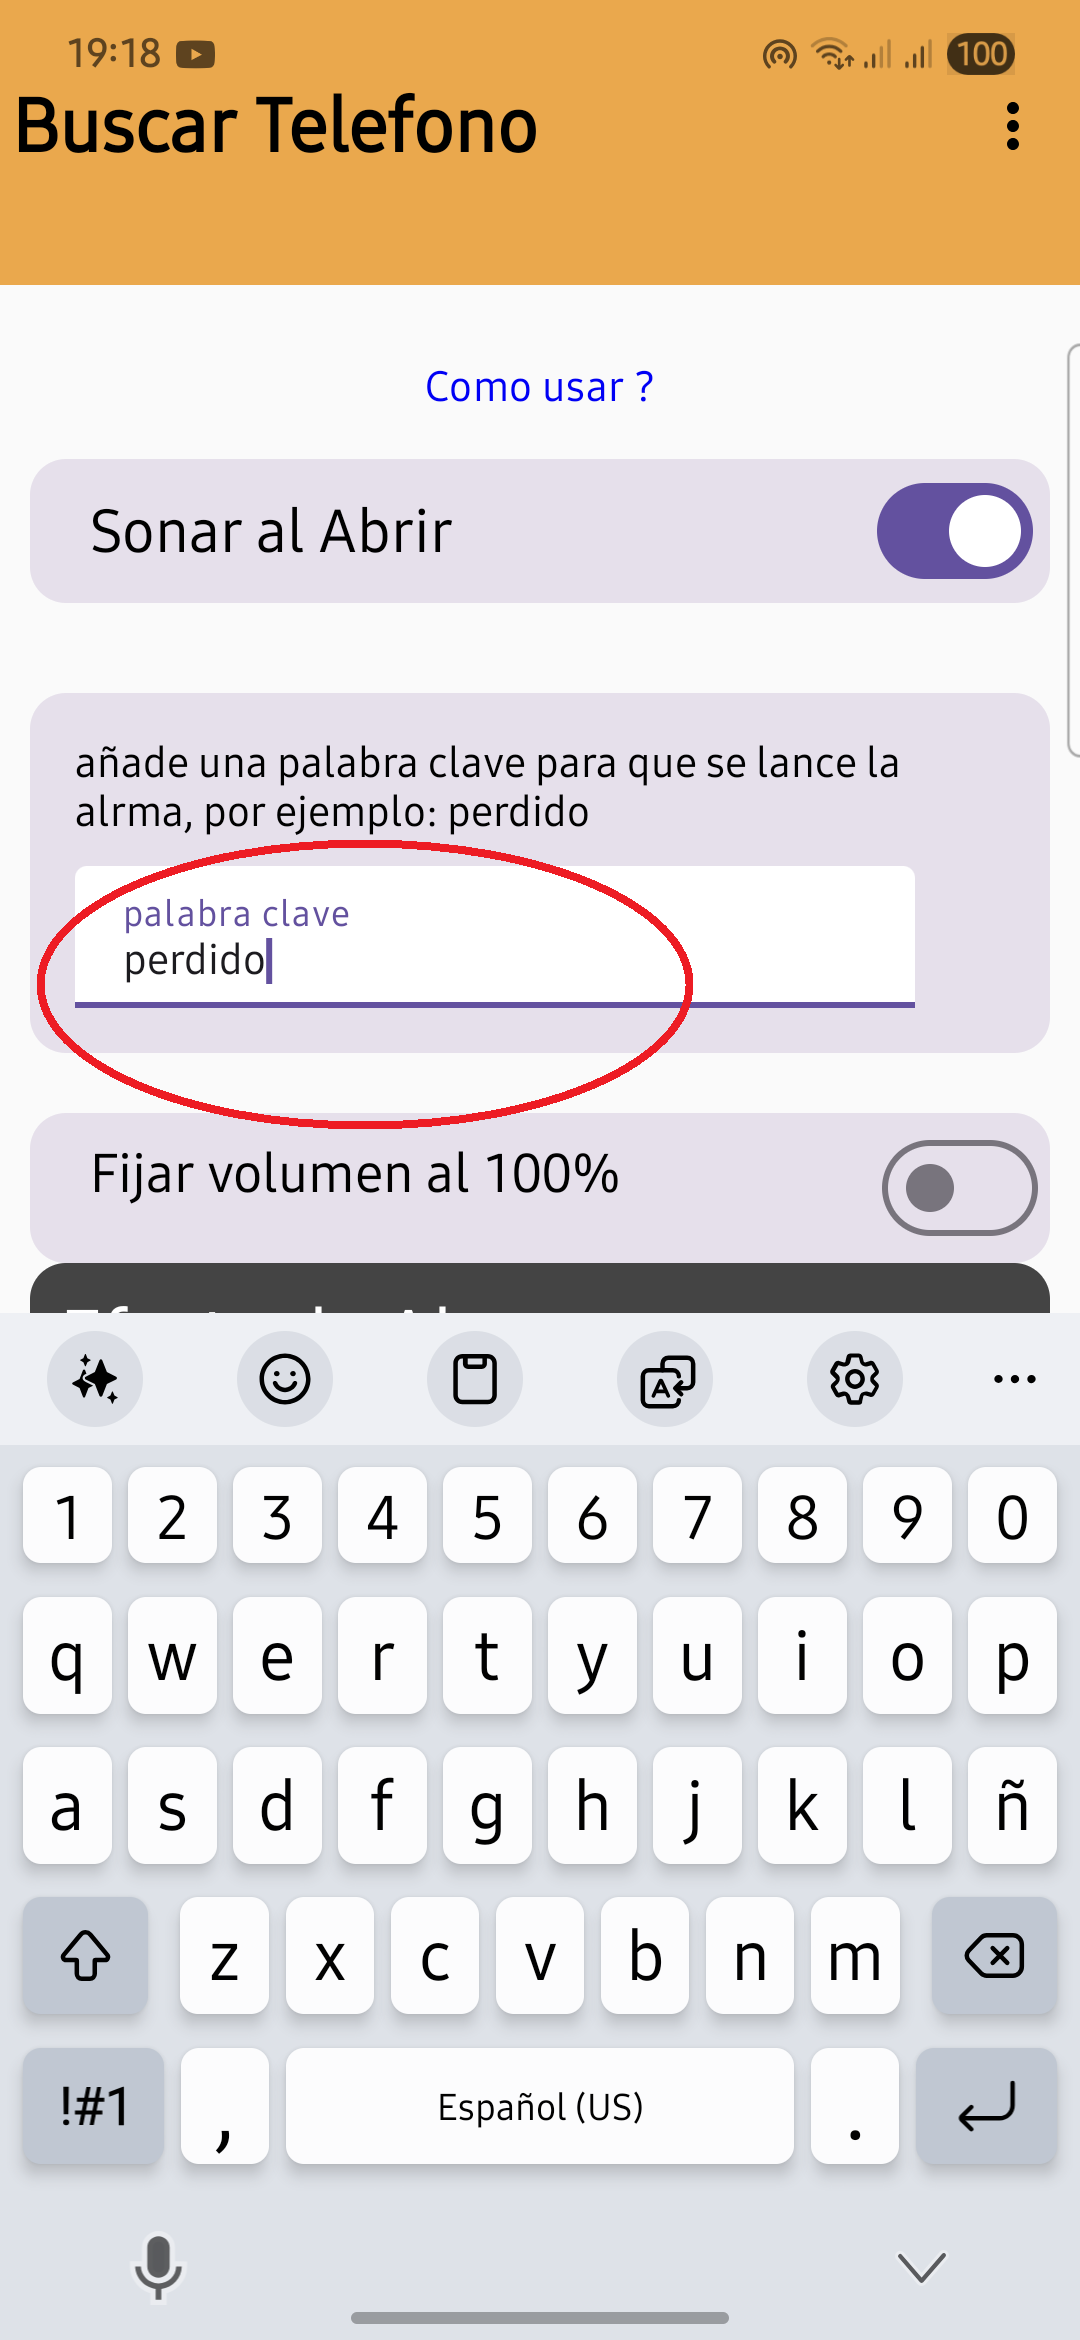 19:18
100
Buscar Telefono
Como usar ?
Sonar al Abrir
añade una palabra clave para que se lance la
alrma, por ejemplo: perdido
palabra clave
perdido
Fijar volumen al 100%
1 2 3 4 5 6 7 8 9 0
q w e r t y u i o p
a s d f g h j k l ñ
z x c v b n m
!#1 , Español (US) .